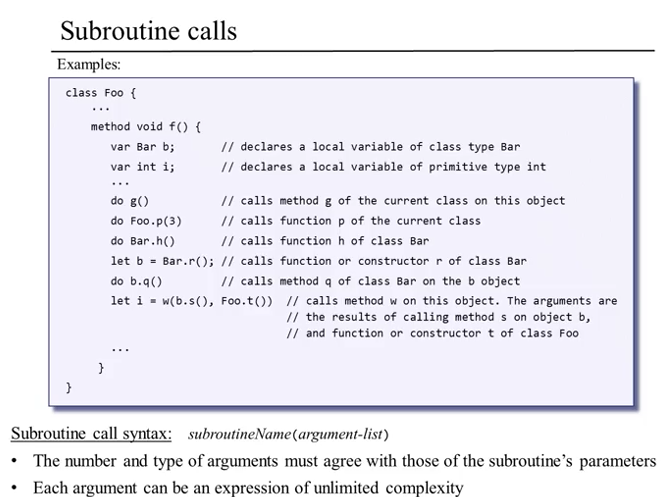 Subroutine calls
Examples:
class Foo {
...
method void f() {
var Bar b; // declares a local variable of class type Bar
var int i; // declares a local variable of primitive type int
...
do g() // calls method g of the current class on this object
do Foo.p(3) // calls function p of the current class
do Bar.h() // calls function h of class Bar
let b = Bar.r(); // calls function or constructor r of class Bar
do b.q() // calls method q of class Bar on the b object
let i = w(b.s(), Foo.t()) // calls method w on this object. The arguments are
// the results of calling method s on object b,
// and function or constructor t of class Foo
...
}
}
Subroutine call syntax: subroutineName(argument-list)
• The number and type of arguments must agree with those of the subroutine’s parameters
• Each argument can be an expression of unlimited complexity